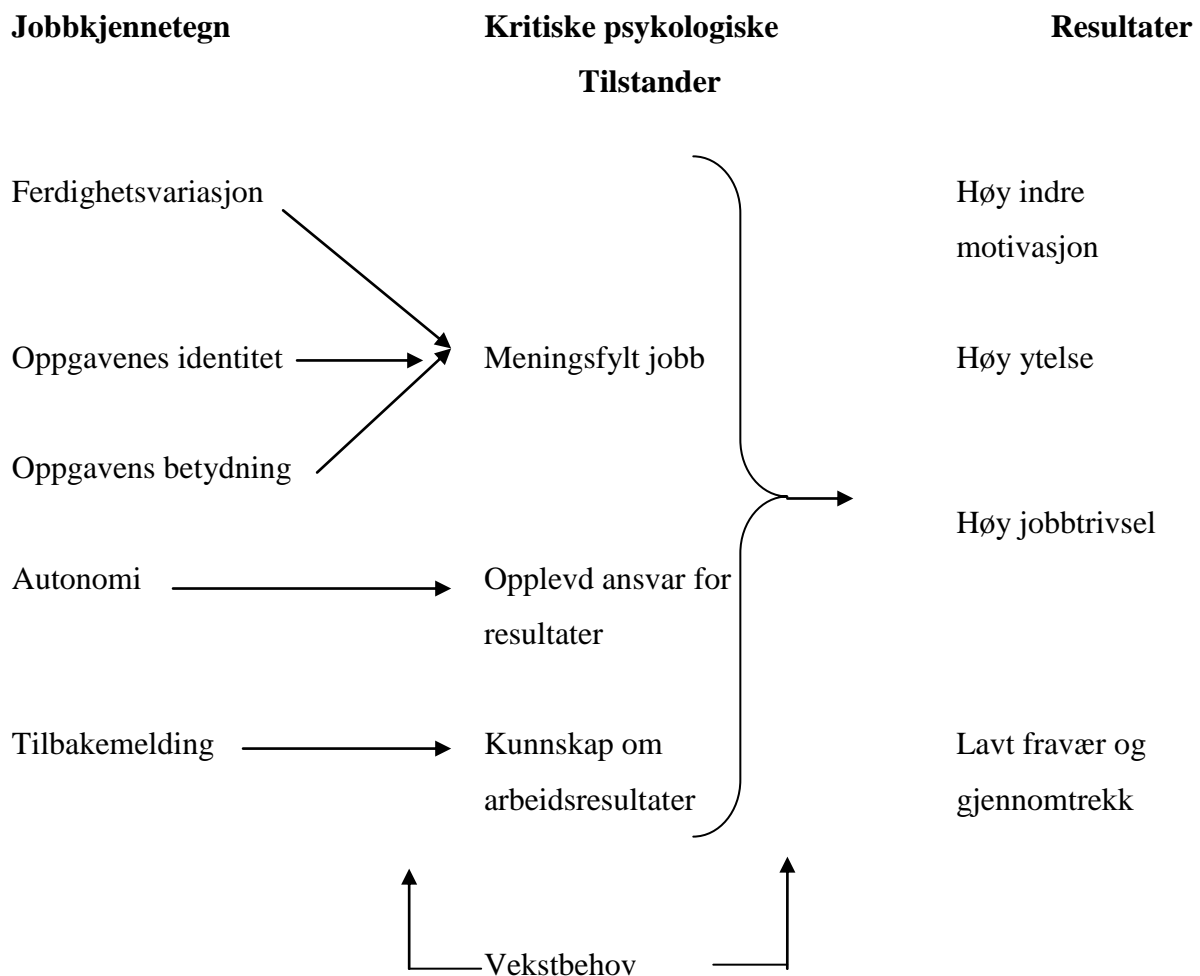 Jobbkjennetegn
Kritiske psykologiske
Tilstander
Resultater
Ferdighetsvariasjon
Høy indre
motivasjon
Oppgavenes identitet
Meningsfylt jobb
Høy ytelse
Oppgavens betydning
Høy jobbtrivsel
Autonomi
Opplevd ansvar for
resultater
Tilbakemelding
Kunnskap om
arbeidsresultater
Lavt fravær og
gjennomtrekk
Vekstbehov